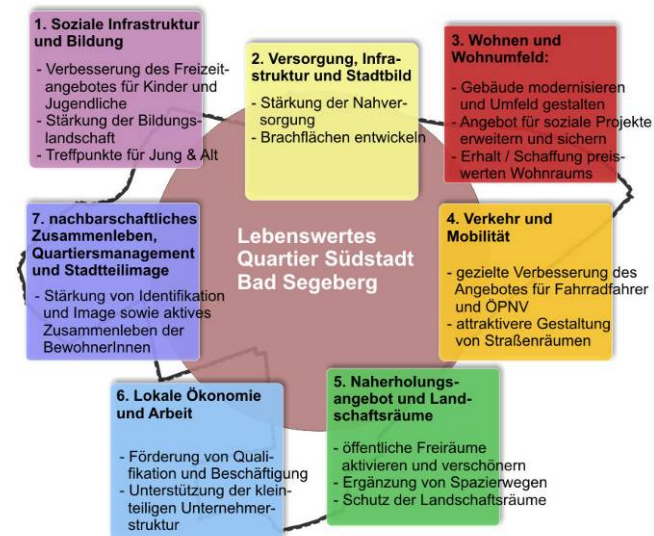 1. Soziale Infrastruktur
und Bildung
- Verbesserung des Freizeit-
angebotes für Kinder und
Jugendliche
- Stärkung der Bildungs-
landschaft
- Treffpunkte für Jung & Alt
2. Versorgung, Infra-
struktur und Stadtbild
- Stärkung der Nahver-
sorgung
- Brachflächen entwickeln
3. Wohnen und
Wohnumfeld:
- Gebäude modernisieren
und Umfeld gestalten
- Angebot für soziale Projekte
erweitern und sichern
- Erhalt / Schaffung preis-
werten Wohnraums
4. Verkehr und
Mobilität
- gezielte Verbesserung des
Angebotes für Fahrradfahrer
und ÖPNV
- attraktivere Gestaltung
von Straßenräumen
5. Naherholungs-
angebot und Land-
schaftsräume
- öffentliche Freiräume
aktivieren und verschönern
- Ergänzung von Spazierwegen
- Schutz der Landschaftsräume
6. Lokale Ökonomie
und Arbeit
- Förderung von Quali-
fikation und Beschäftigung
- Unterstützung der klein-
teiligen Unternehmer-
struktur
7. nachbarschaftliches
Zusammenleben,
Quartiersmanagement
und Stadtteilimage
- Stärkung von Identifikation
und Image sowie aktives
Zusammenleben der
BewohnerInnen
Lebenswertes
Quartier Südstadt
Bad Segeberg